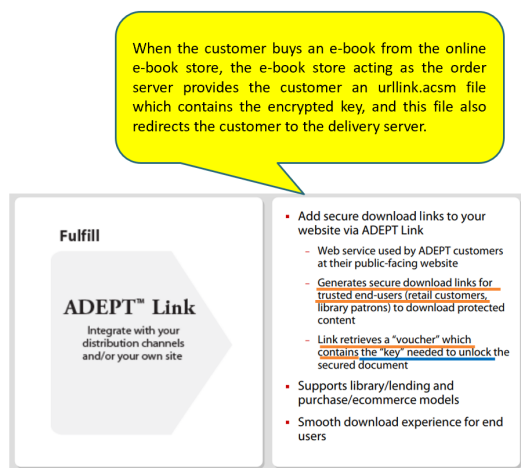 When the customer buys an e-book from the online
e-book store, the e-book store acting as the order
server provides the customer an urllink.acsm file
which contains the encrypted key, and this file also
redirects the customer to the delivery server.
Fulfill
ADEPT™ Link
Integrate with your
distribution channels
and/or your own site
▪ Add secure download links to your
website via ADEPT Link
– Web service used by ADEPT customers
at their public-facing website
– Generates secure download links for
trusted end-users (retail customers,
library patrons) to download protected
content
– Link retrieves a “voucher” which
contains the “key” needed to unlock the
secured document
▪ Supports library/lending and
purchase/ecommerce models
▪ Smooth download experience for end
users